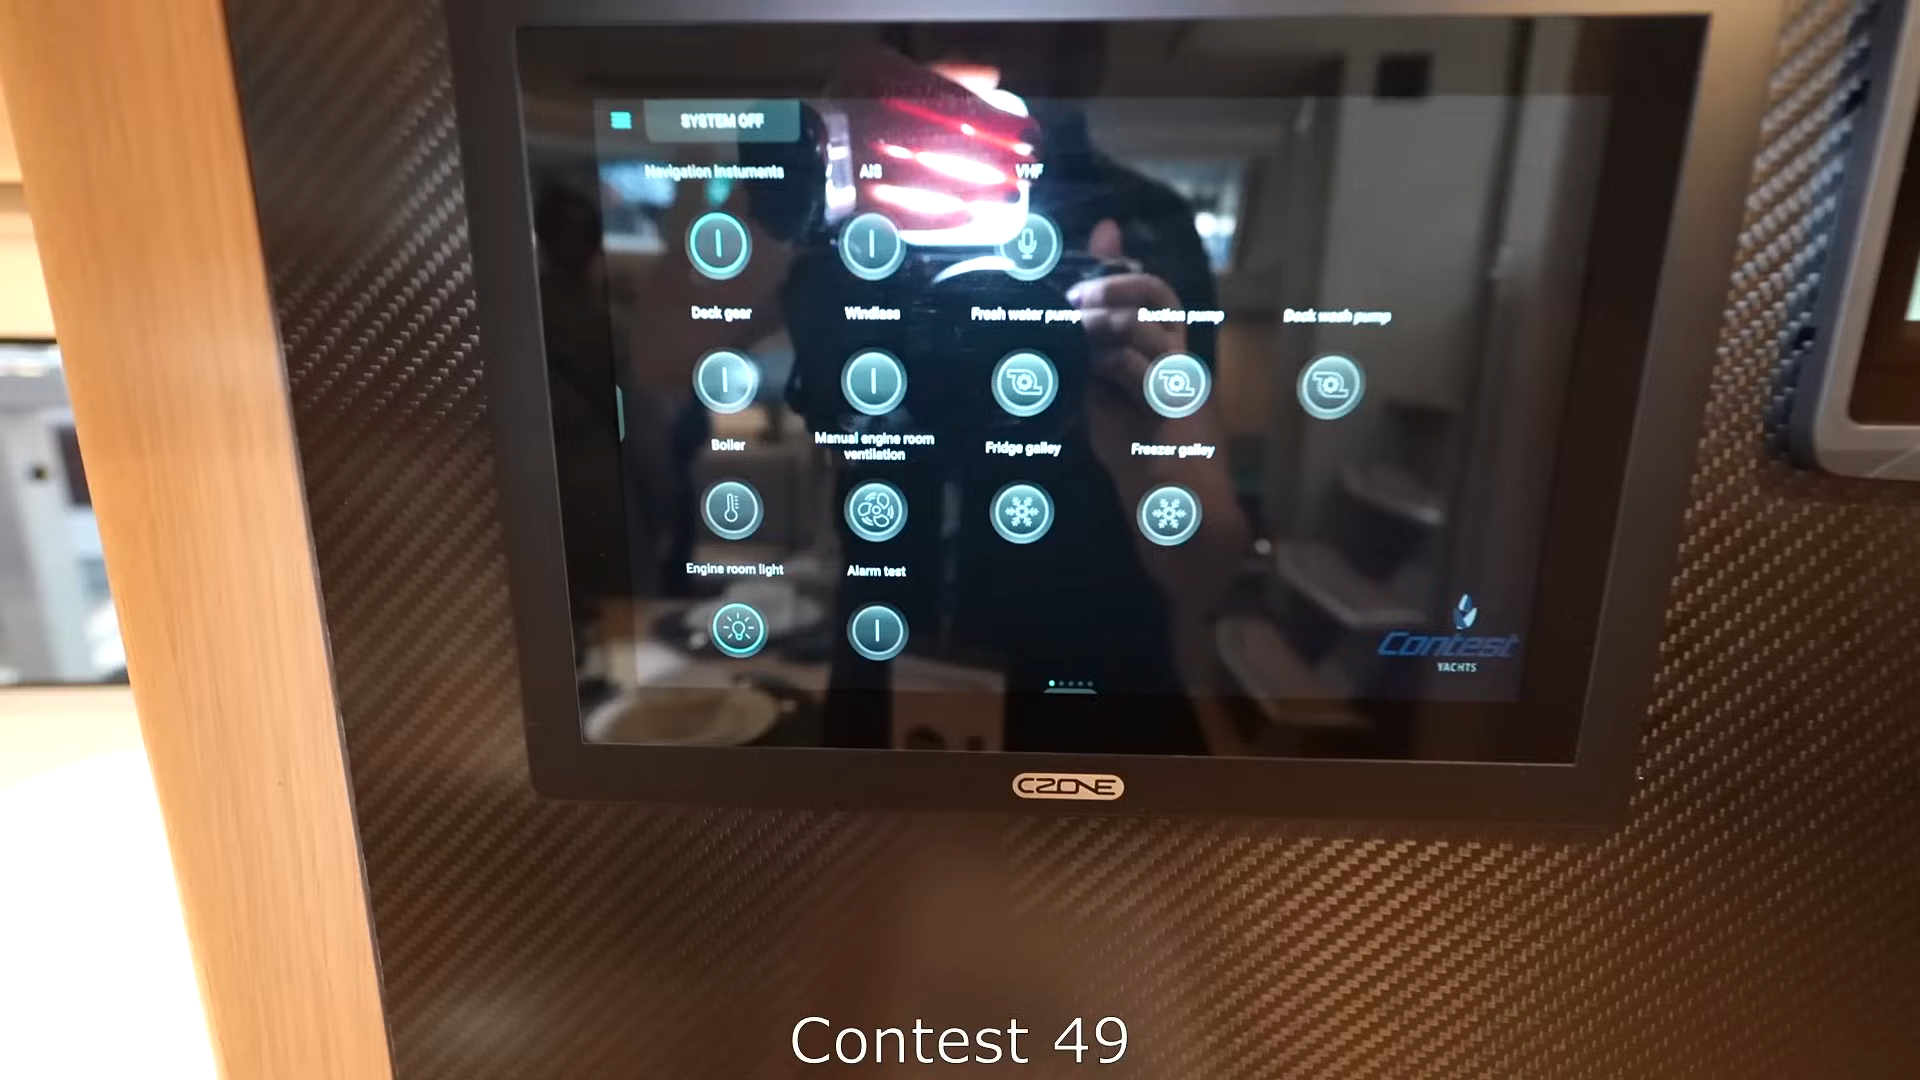 SYSTEM OFF
Navigation Instuments AIS VHF
Deck gear Windlass Fresh water pump Suction pump Deck wash pump
Boiler Manual engine room Fridge galley Freezer galley
ventilation
Engine room light Alarm test
Contest
YACHTS
CZONE
Contest 49